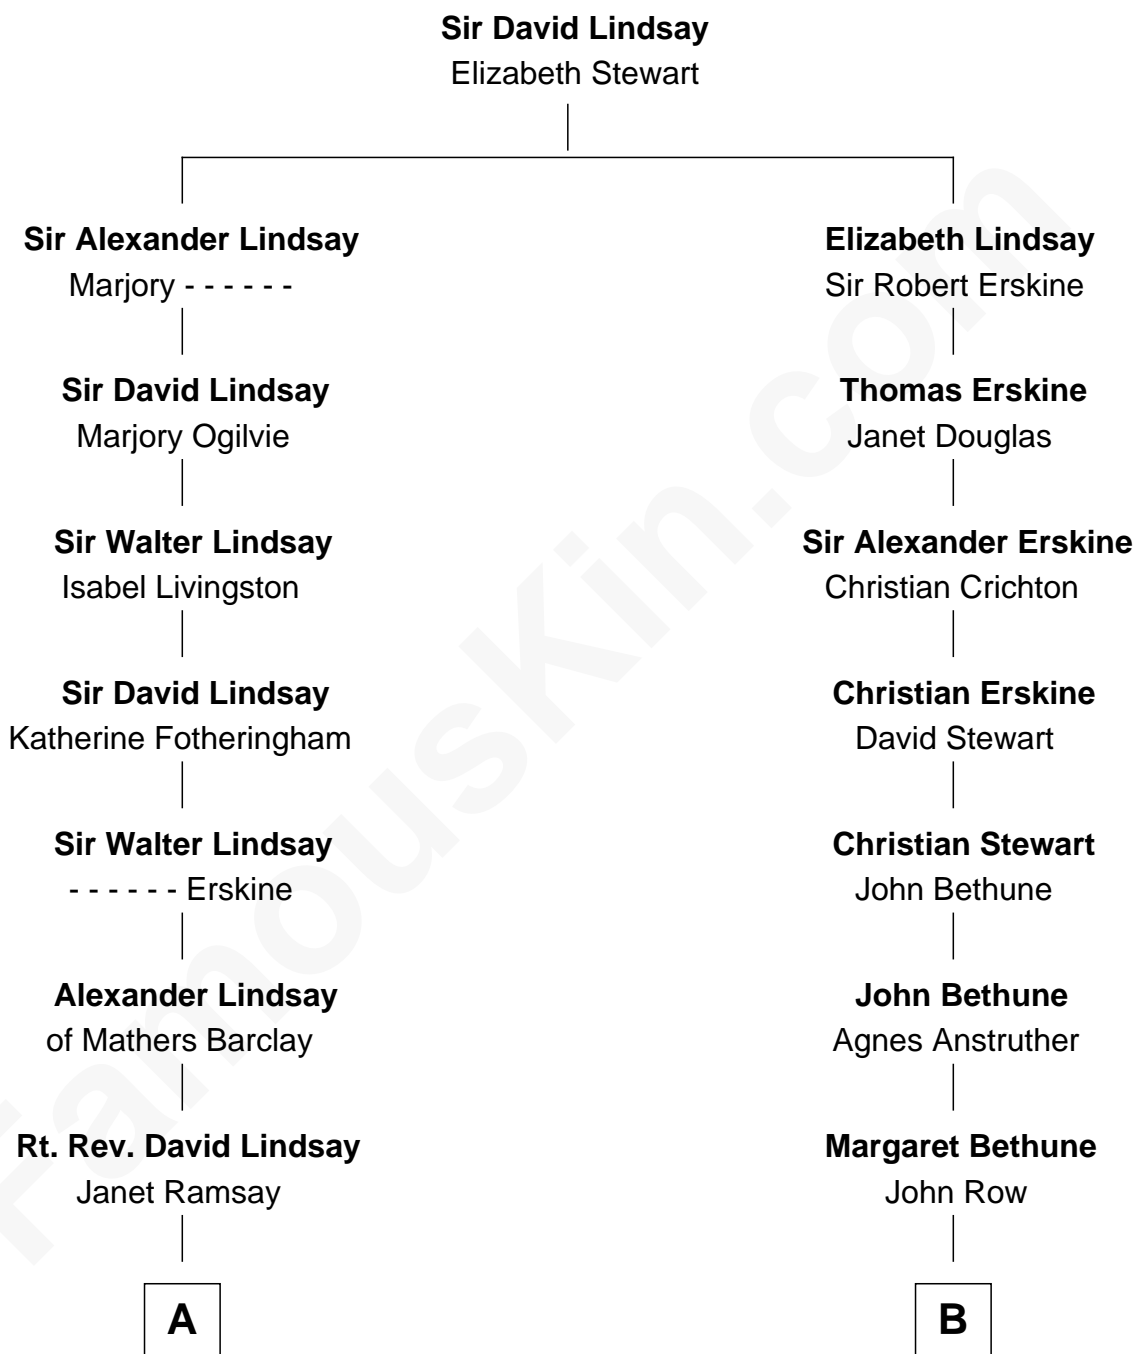 Sir David Lindsay
Elizabeth Stewart
Sir Alexander Lindsay
Marjory - - - - - -
Sir David Lindsay
Marjory Ogilvie
Sir Walter Lindsay
Isabel Livingston
Sir David Lindsay
Katherine Fotheringham
Sir Walter Lindsay
- - - - - - Erskine
Alexander Lindsay
of Mathers Barclay
Rt. Rev. David Lindsay
Janet Ramsay
A
Elizabeth Lindsay
Sir Robert Erskine
Thomas Erskine
Janet Douglas
Sir Alexander Erskine
Christian Crichton
Christian Erskine
David Stewart
Christian Stewart
John Bethune
John Bethune
Agnes Anstruther
Margaret Bethune
John Row
B
FamousKin.com